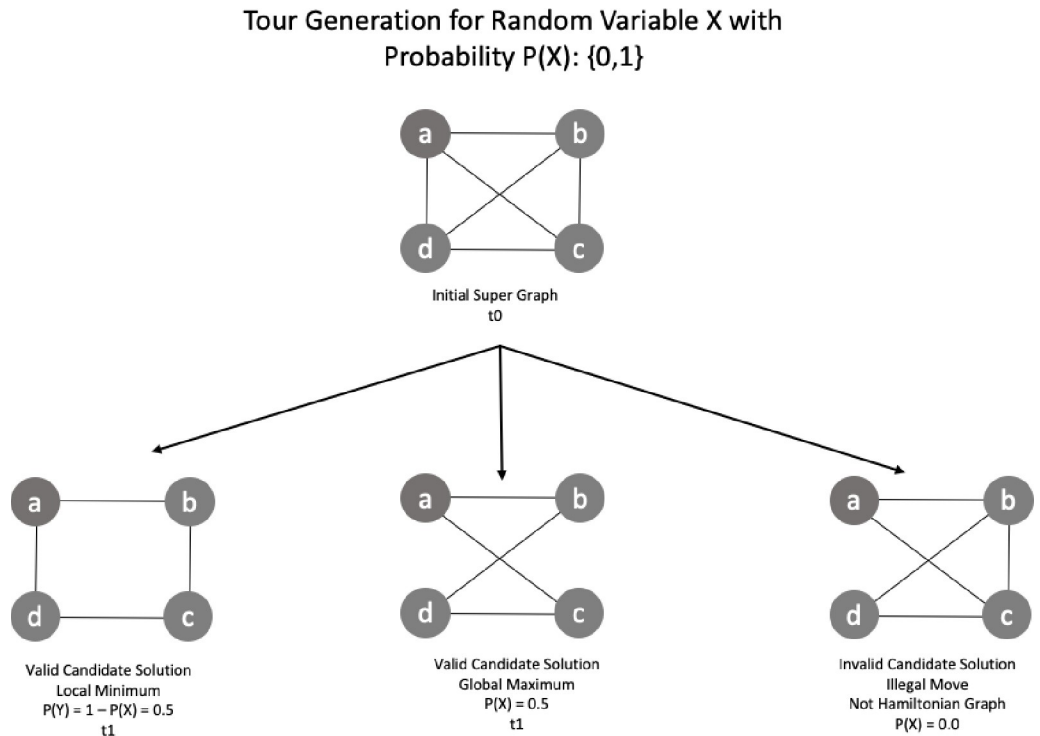 Tour Generation for Random Variable X with
Probability P(X): {0,1}
a
b
d
c
Initial Super Graph
t0
a
b
d
c
Valid Candidate Solution
Local Minimum
P(Y) = 1 – P(X) = 0.5
t1
a
b
d
c
Valid Candidate Solution
Global Maximum
P(X) = 0.5
t1
a
b
d
c
Invalid Candidate Solution
Illegal Move
Not Hamiltonian Graph
P(X) = 0.0